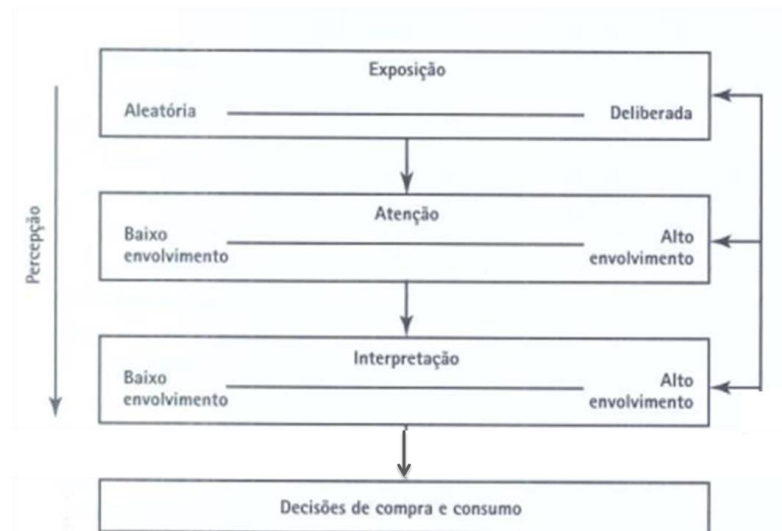 Exposição
Aleatória
Deliberada
Percepção
Atenção
Baixo
envolvimento
Alto
envolvimento
Interpretação
Baixo
envolvimento
Alto
envolvimento
Decisões de compra e consumo